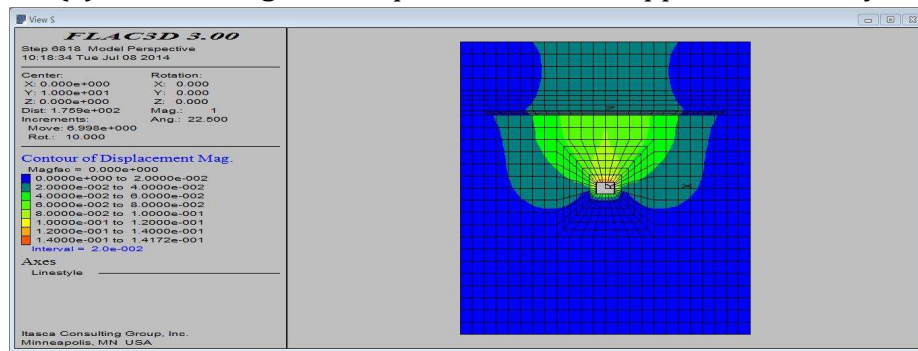 View S
FLAC3D 3.00
Step 6818 Model Perspective
10:18:34 Tue Jul 08 2014
Center:
X: 0.000e+000
Y: 1.000e+001
Z: 0.000e+000
Dist: 1.759e+002
Rotation:
X: 0.000
Y: 0.000
Z: 0.000
Mag.: 1
Increments:
Move: 6.998e+000
Rot.: 10.000
Ang.: 22.500
Contour of Displacement Mag.
Magfac = 0.000e+000
0.0000e+000 to 2.0000e-002
2.0000e-002 to 4.0000e-002
4.0000e-002 to 6.0000e-002
6.0000e-002 to 8.0000e-002
8.0000e-002 to 1.0000e-001
1.0000e-001 to 1.2000e-001
1.2000e-001 to 1.4000e-001
1.4000e-001 to 1.4172e-001
Interval = 2.0e-002
Axes
Linestyle
Itasca Consulting Group, Inc.
Minneapolis, MN USA